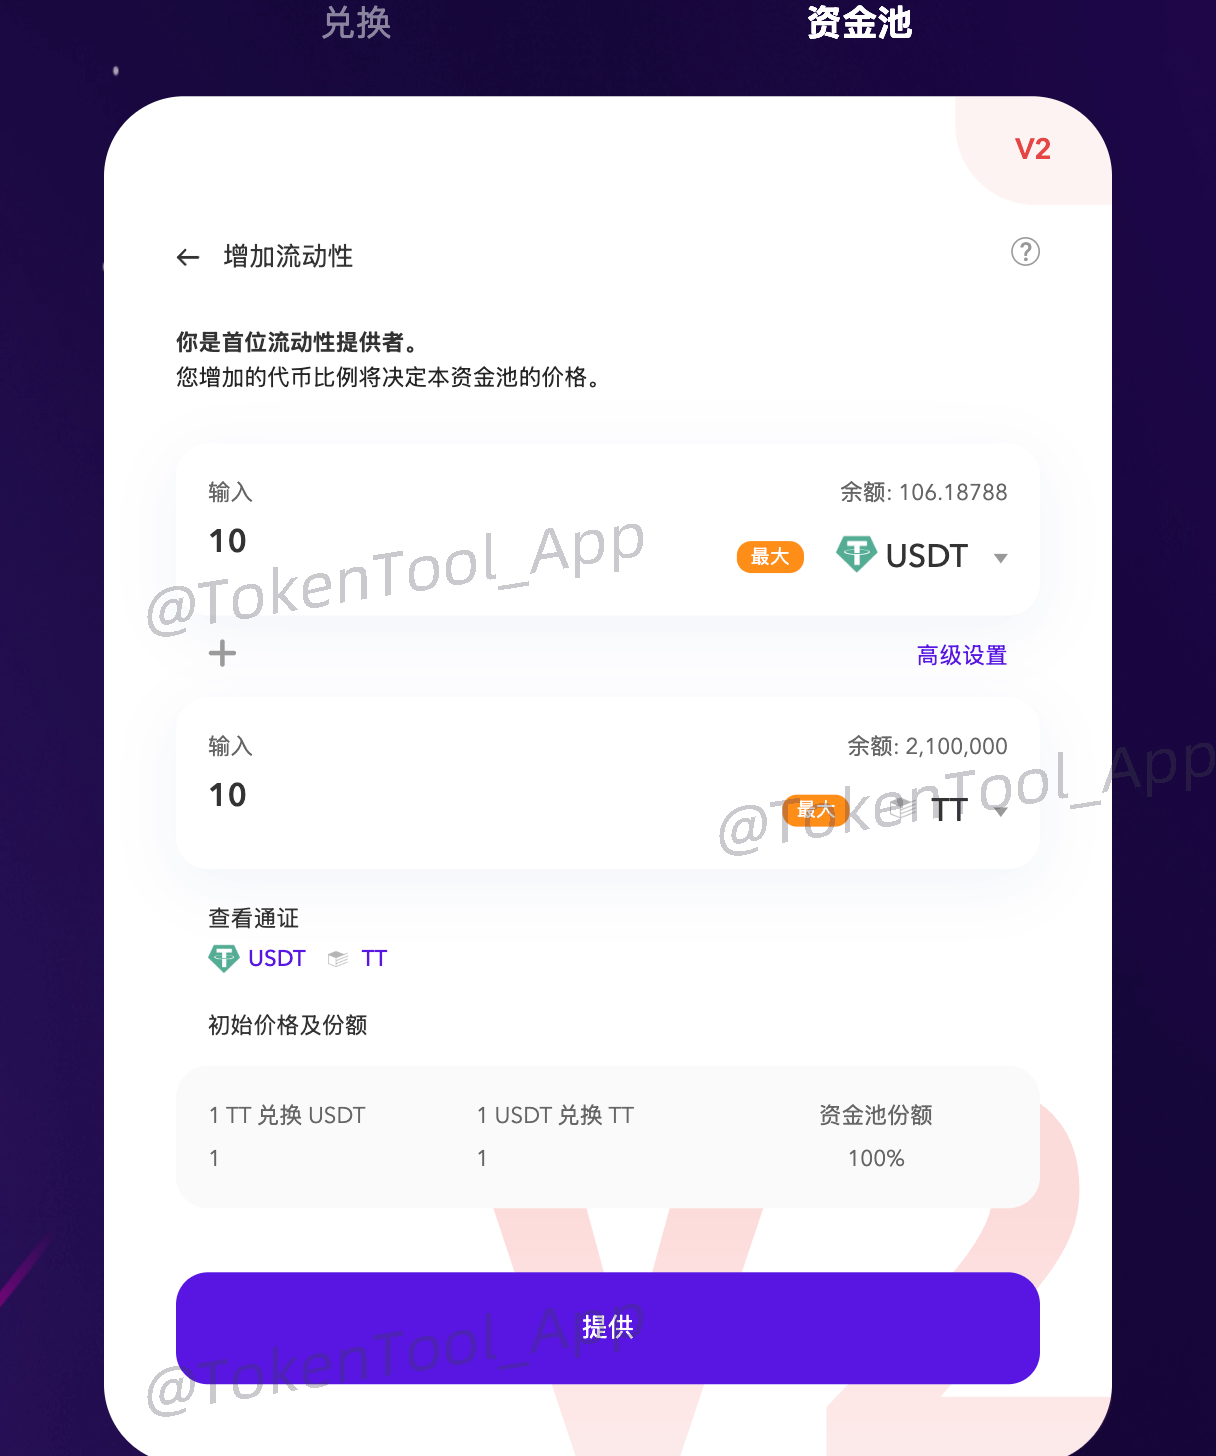 兑换 资金池
V2
增加流动性
你是首位流动性提供者。
您增加的代币比例将决定本资金池的价格。
输入 余额: 106.18788
10 最大 USDT
@TokenTool_App
高级设置
输入 余额: 2,100,000
10 最大 TT
@TokenTool_App
查看通证
USDT TT
初始价格及份额
1 TT 兑换 USDT 1 USDT 兑换 TT 资金池份额
1 1 100%
V2
提供
@TokenTool_App